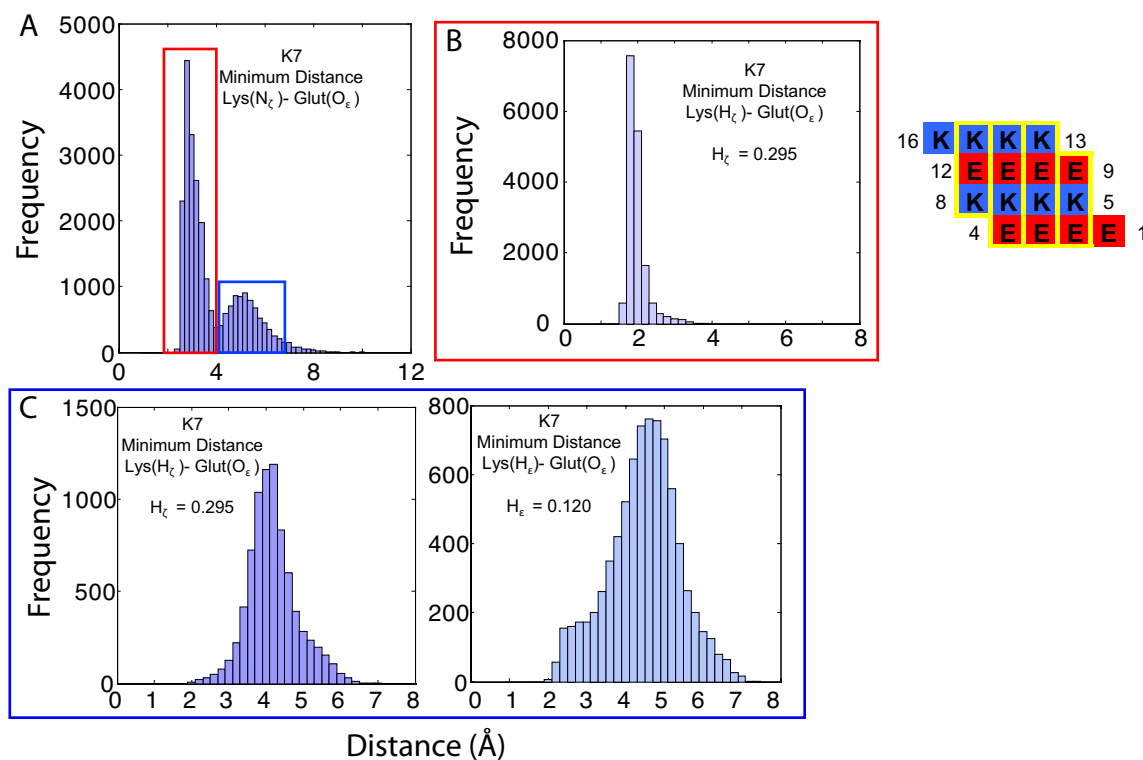 A
5000
4000
3000
2000
1000
0
Frequency
K7
Minimum Distance
Lys(Nζ)- Glut(Oε)
0 4 8 12
B
8000
6000
4000
2000
0
Frequency
K7
Minimum Distance
Lys(Hζ)- Glut(Oε)
Hζ = 0.295
0 2 4 6 8
16 K K K K 13
12 E E E E 9
8 K K K K 5
4 E E E E 1
C
1500
1000
500
0
Frequency
K7
Minimum Distance
Lys(Hζ)- Glut(Oε)
Hζ = 0.295
0 1 2 3 4 5 6 7 8
800
600
400
200
0
K7
Minimum Distance
Lys(Hε)- Glut(Oε)
Hε = 0.120
0 1 2 3 4 5 6 7 8
Distance (Å)